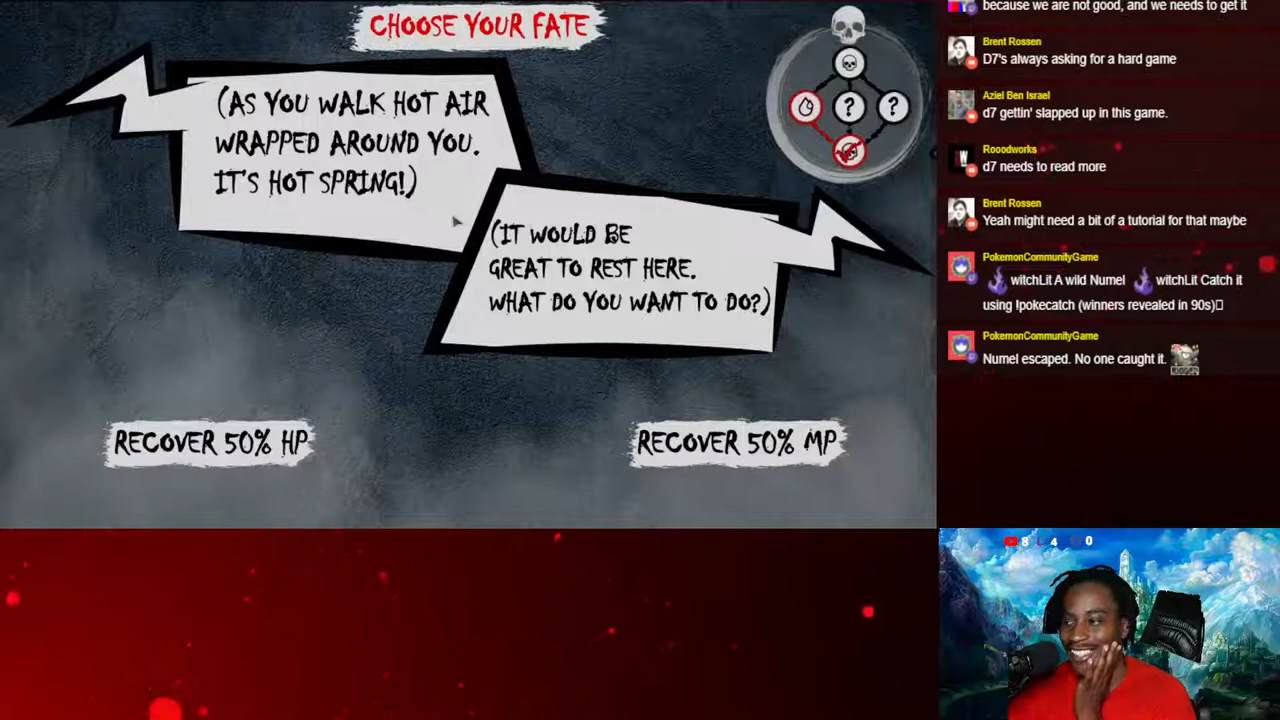 CHOOSE YOUR FATE
(AS YOU WALK HOT AIR
WRAPPED AROUND YOU.
IT'S HOT SPRING!)
(IT WOULD BE
GREAT TO REST HERE.
WHAT DO YOU WANT TO DO?)
? ?
RECOVER 50% HP
RECOVER 50% MP
because we are not good, and we needs to get it
Brent Rossen
D7's always asking for a hard game
Aziel Ben Israel
d7 gettin' slapped up in this game.
Rooodworks
d7 needs to read more
Brent Rossen
Yeah might need a bit of a tutorial for that maybe
PokemonCommunityGame
witchLit A wild Numel witchLit Catch it
using !pokecatch (winners revealed in 90s)
PokemonCommunityGame
Numel escaped. No one caught it.
8 4 0